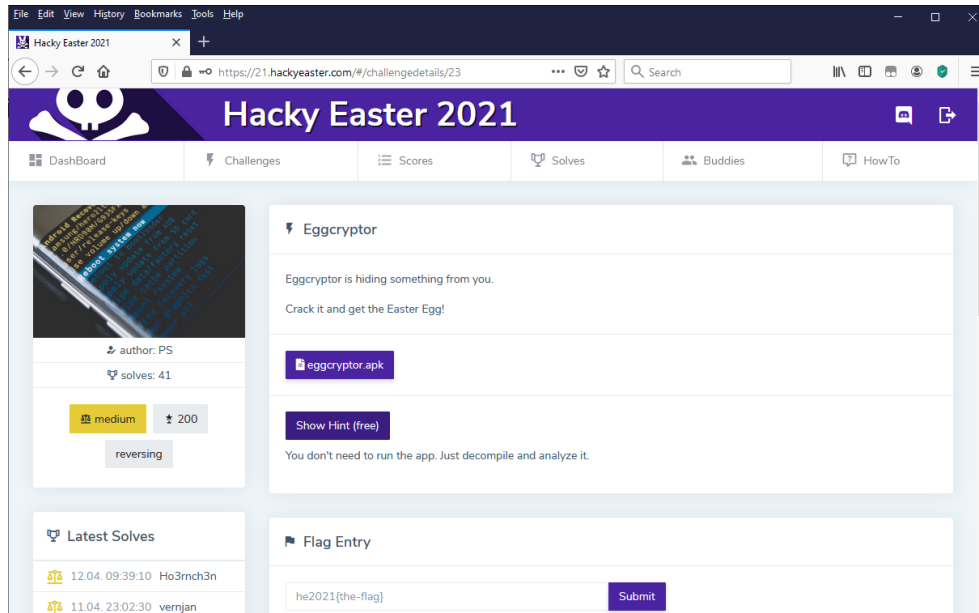 File Edit View History Bookmarks Tools Help
Hacky Easter 2021
https://21.hackyeaster.com/#/challengedetails/23
Search
Hacky Easter 2021
DashBoard
Challenges
Scores
Solves
Buddies
HowTo
reboot system now
Eggcryptor
Eggcryptor is hiding something from you.
Crack it and get the Easter Egg!
author: PS
solves: 41
eggcryptor.apk
medium
200
reversing
Show Hint (free)
You don't need to run the app. Just decompile and analyze it.
Latest Solves
12.04. 09:39:10 Ho3rnch3n
11.04. 23:02:30 vernjan
Flag Entry
he2021{the-flag}
Submit